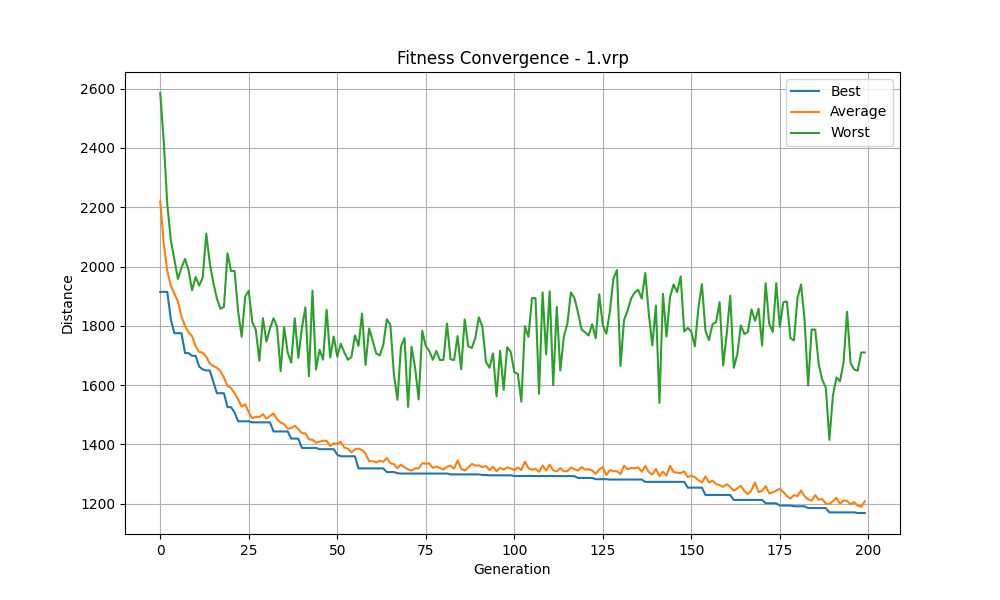 Fitness Convergence - 1.vrp
Best
Average
Worst
2600
2400
2200
2000
1800
1600
1400
1200
Distance
0 25 50 75 100 125 150 175 200
Generation